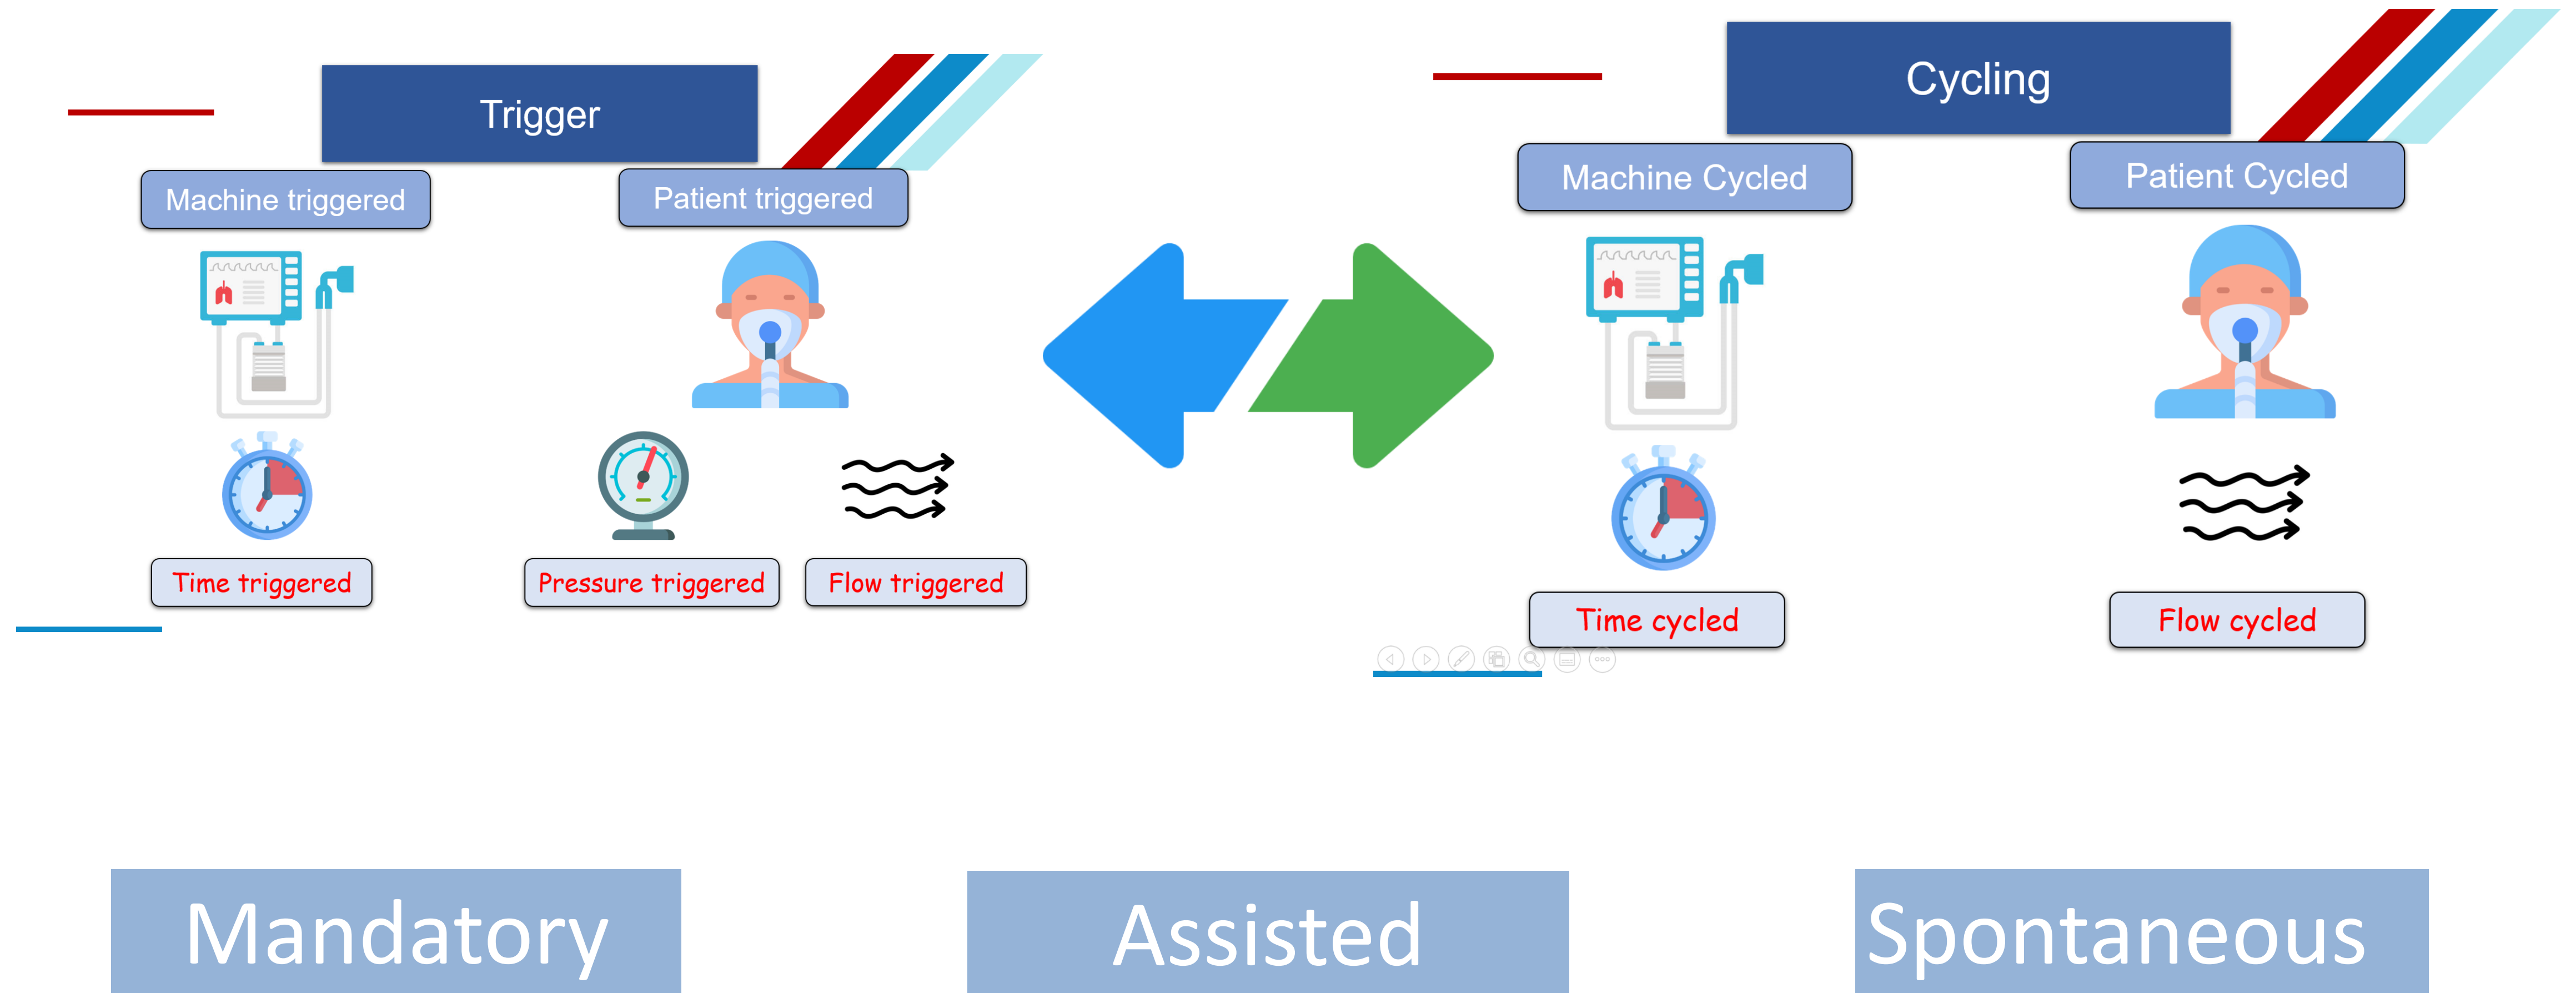 Trigger
Machine triggered
Patient triggered
Time triggered
Pressure triggered
Flow triggered
Cycling
Machine Cycled
Patient Cycled
Time cycled
Flow cycled
Mandatory
Assisted
Spontaneous